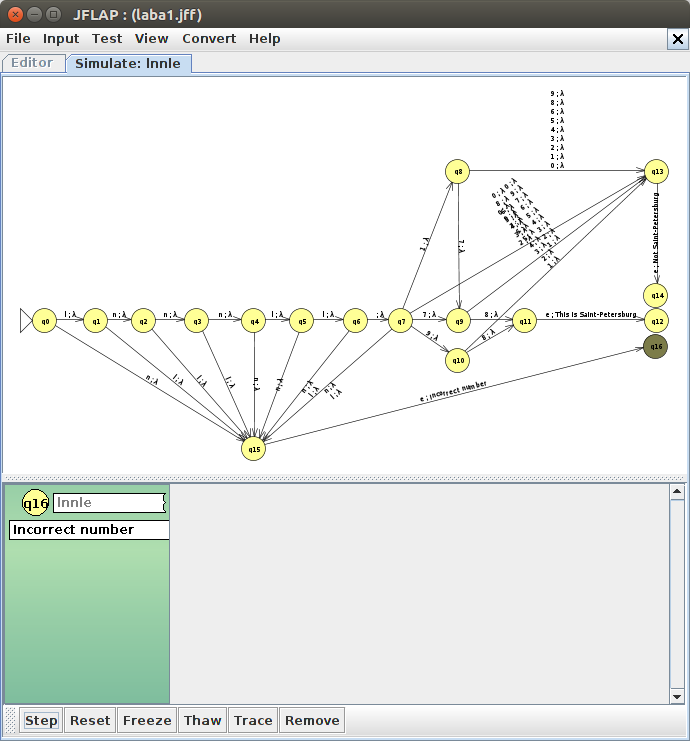 JFLAP : (laba1.jff)
File Input Test View Convert Help
Editor Simulate: lnnle
9 ; λ
8 ; λ
6 ; λ
5 ; λ
4 ; λ
3 ; λ
2 ; λ
1 ; λ
0 ; λ
q8
q13
1 ; λ
7 ; λ
e ; Not Saint-Petersburg
q14
q0 l ; λ q1 n ; λ q2 n ; λ q3 n ; λ q4 l ; λ q5 l ; λ q6 ; λ q7 7 ; λ q9 8 ; λ q11 e ; This is Saint-Petersburg q12
9 ; λ
8 ; λ
q10
q16
n ; λ
l ; λ
l ; λ
l ; λ
n ; λ
n ; λ
n ; λ
l ; λ
n ; λ
l ; λ
e ; Incorrect number
q15
q16 lnnle
Incorrect number
Step Reset Freeze Thaw Trace Remove